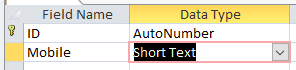 Field Name Data Type
ID AutoNumber
Mobile Short Text